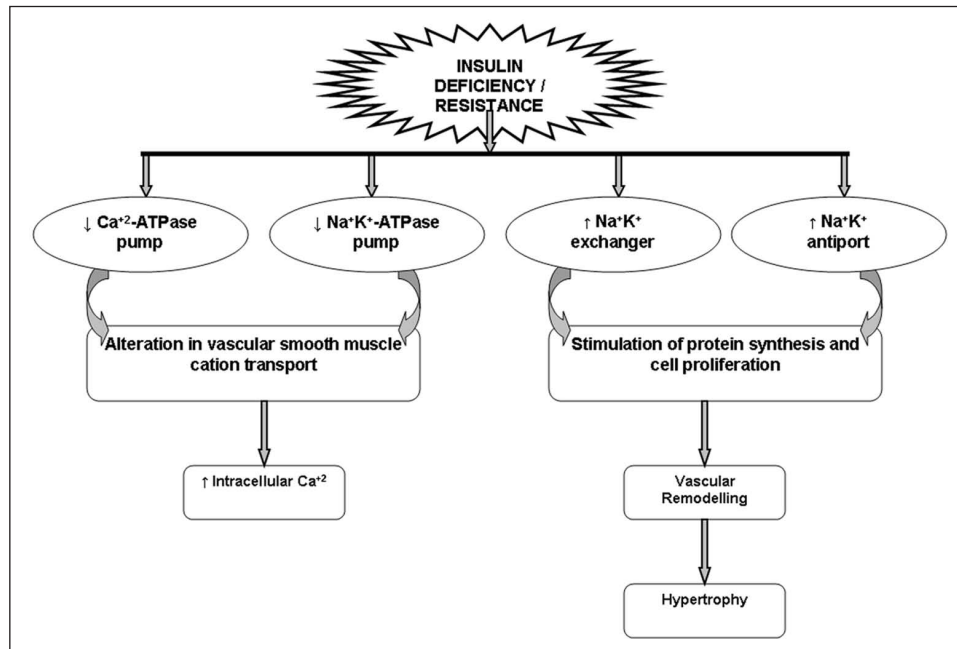 INSULIN
DEFICIENCY /
RESISTANCE
↓ Ca⁺²-ATPase
pump
↓ Na⁺K⁺-ATPase
pump
↑ Na⁺K⁺
exchanger
↑ Na⁺K⁺
antiport
Alteration in vascular smooth muscle
cation transport
Stimulation of protein synthesis and
cell proliferation
↑ Intracellular Ca⁺²
Vascular
Remodelling
Hypertrophy